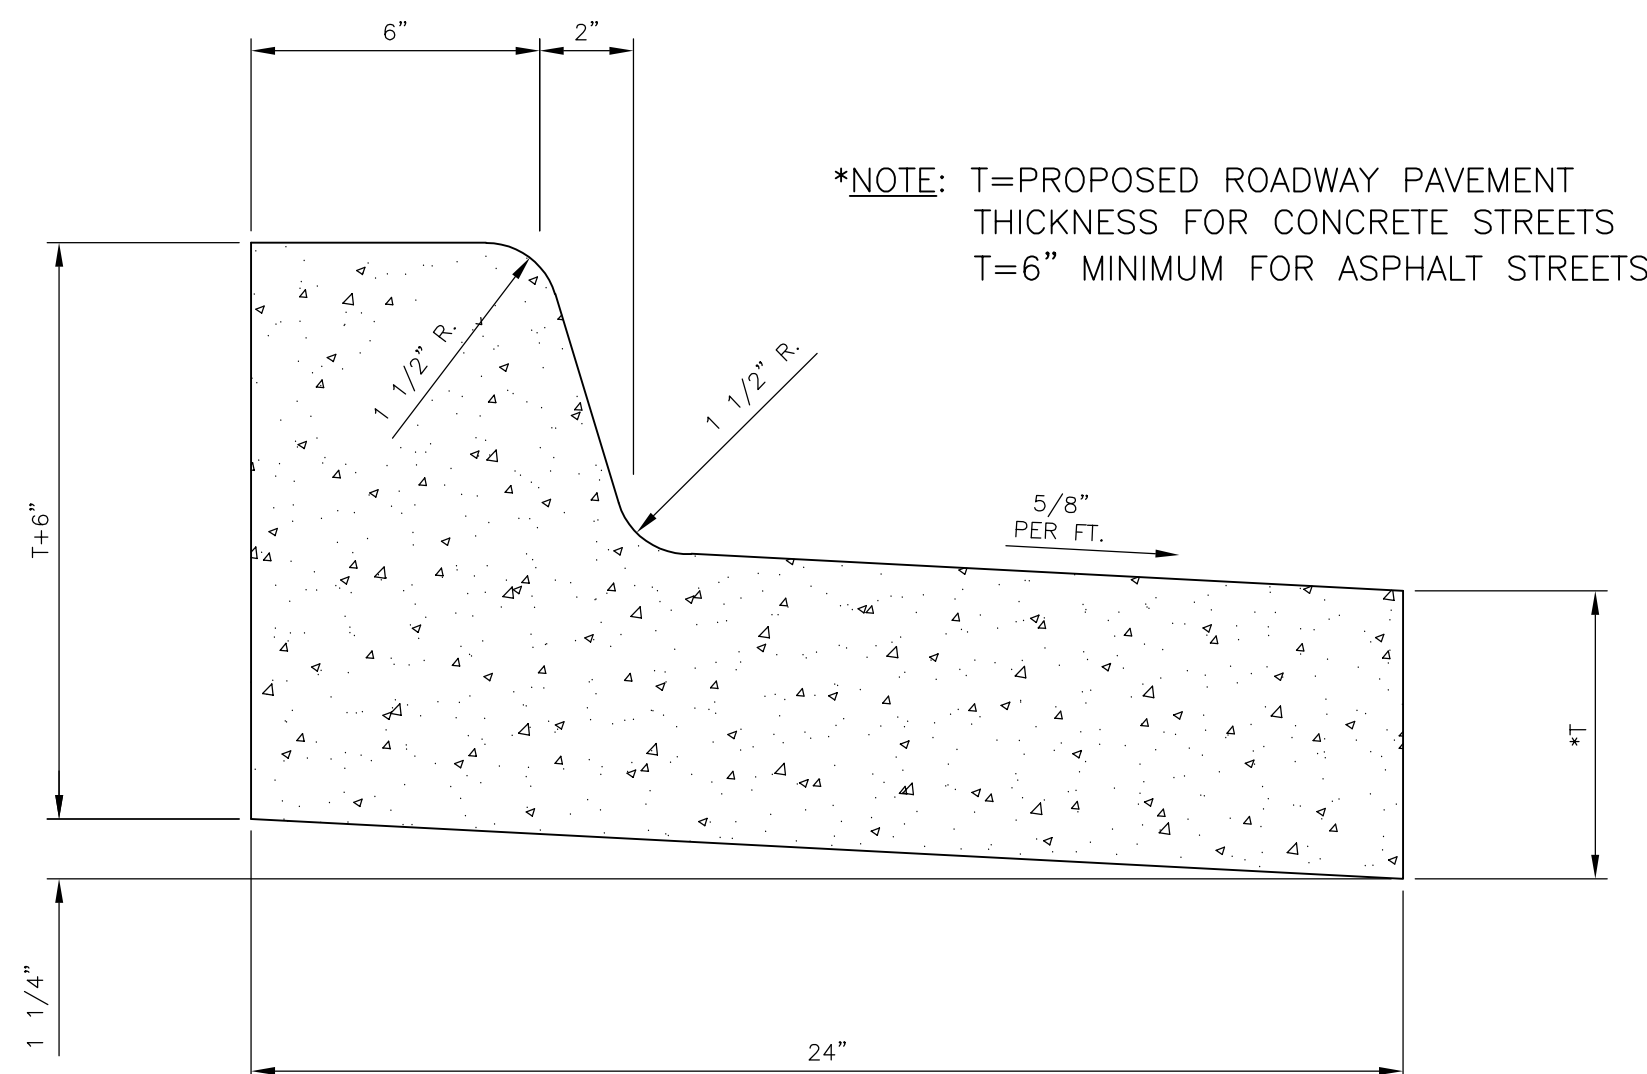 6”
2”
*NOTE: T=PROPOSED ROADWAY PAVEMENT
THICKNESS FOR CONCRETE STREETS
T=6” MINIMUM FOR ASPHALT STREETS
1 1/2” R.
1 1/2” R.
5/8”
PER FT.
T+6”
*T
1 1/4”
24”